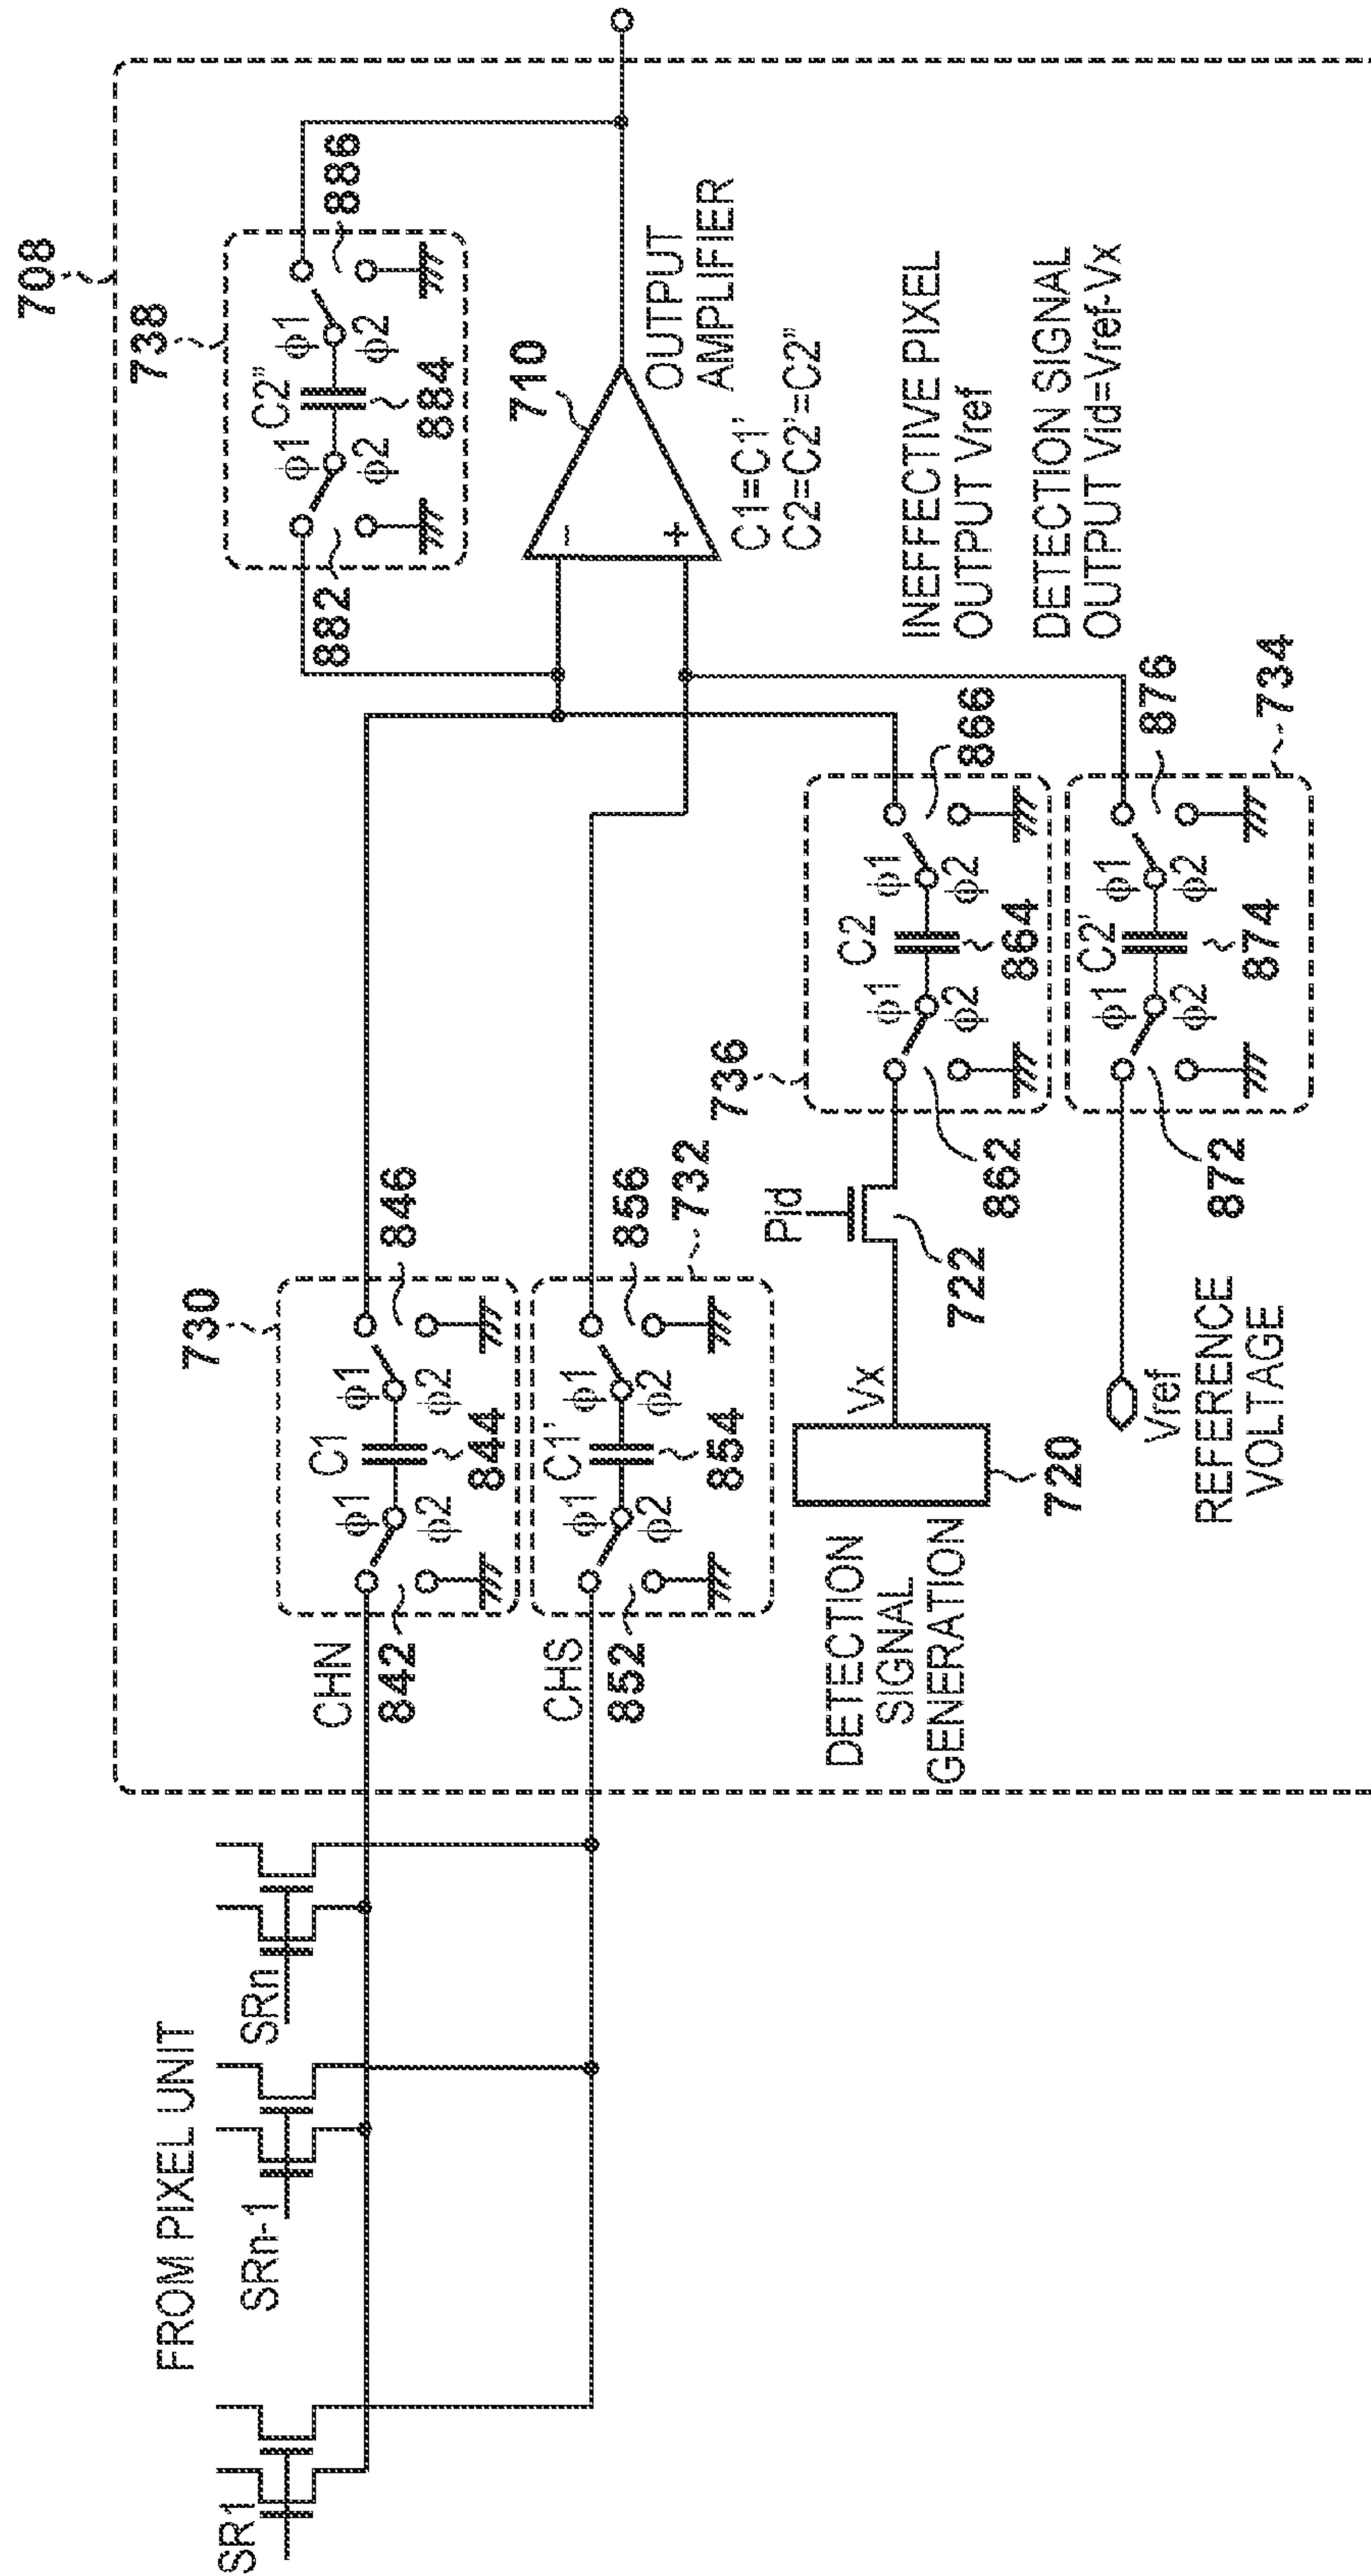 FROM PIXEL UNIT
SR1
SRn-1
SRn
708
CHN
842
730
C1
ϕ1
ϕ1
ϕ2
ϕ2
844
846
CHS
852
C1'
ϕ1
ϕ1
ϕ2
ϕ2
854
856
732
738
882
C2"
ϕ1
ϕ1
ϕ2
ϕ2
884
886
710
-
+
OUTPUT
AMPLIFIER
C1=C1'
C2=C2'=C2"
INEFFECTIVE PIXEL
OUTPUT Vref
DETECTION SIGNAL
OUTPUT Vid=Vref-Vx
DETECTION
SIGNAL
GENERATION
720
Vx
Pid
722
736
862
C2
ϕ1
ϕ1
ϕ2
ϕ2
864
866
Vref
REFERENCE
VOLTAGE
872
C2'
ϕ1
ϕ1
ϕ2
ϕ2
874
876
734